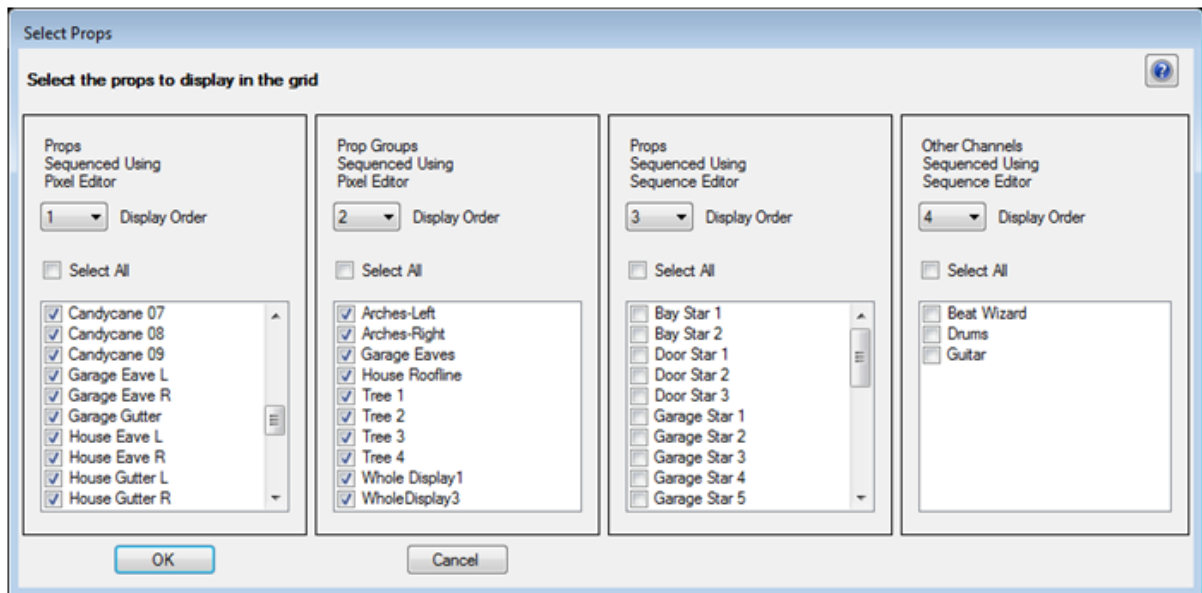 Select Props
Select the props to display in the grid
?
Props
Sequenced Using
Pixel Editor
1
Display Order
Select All
Candycane 07
Candycane 08
Candycane 09
Garage Eave L
Garage Eave R
Garage Gutter
House Eave L
House Eave R
House Gutter L
House Gutter R
Prop Groups
Sequenced Using
Pixel Editor
2
Display Order
Select All
Arches-Left
Arches-Right
Garage Eaves
House Roofline
Tree 1
Tree 2
Tree 3
Tree 4
Whole Display1
WholeDisplay3
Props
Sequenced Using
Sequence Editor
3
Display Order
Select All
Bay Star 1
Bay Star 2
Door Star 1
Door Star 2
Door Star 3
Garage Star 1
Garage Star 2
Garage Star 3
Garage Star 4
Garage Star 5
Other Channels
Sequenced Using
Sequence Editor
4
Display Order
Select All
Beat Wizard
Drums
Guitar
OK
Cancel